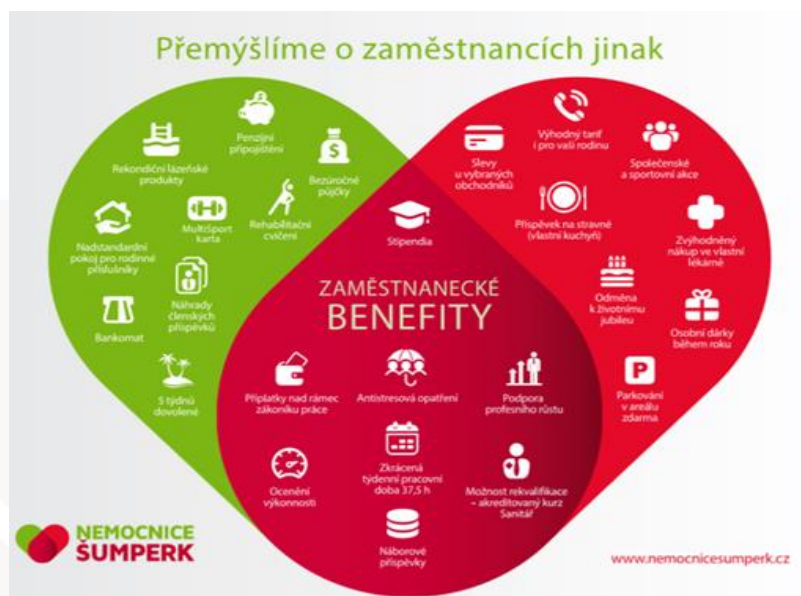 Přemýšlíme o zaměstnancích jinak
Penzijní
připojištění
Rekondiční lázeňské
produkty
Bezúročné
půjčky
Nadstandardní
pokoj pro rodinné
příslušníky
MultiSport
karta
Rehabilitační
cvičení
Bankomat
Náhrady
členských
příspěvků
5 týdnů
dovolené
Výhodný tarif
i pro vaši rodinu
Slevy
u vybraných
obchodníků
Společenské
a sportovní akce
Příspěvek na stravné
(vlastní kuchyň)
Zvýhodněný
nákup ve vlastní
lékárně
Odměna
k životnímu
jubileu
Osobní dárky
během roku
P
Parkování
v areálu
zdarma
Stipendia
ZAMĚSTNANECKÉ
BENEFITY
Příplatky nad rámec
zákoníku práce
Antistresová opatření
Podpora
profesního růstu
Ocenění
výkonnosti
Zkrácená
týdenní pracovní
doba 37,5 h
Možnost rekvalifikace
– akreditovaný kurz
Sanitář
Náborové
příspěvky
NEMOCNICE
ŠUMPERK
www.nemocnicesumperk.cz